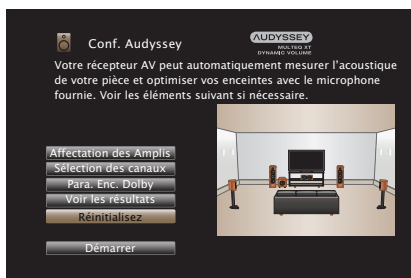 Conf. Audyssey
AUDYSSEY
MULTEQ XT
DYNAMIC VOLUME
Votre récepteur AV peut automatiquement mesurer l'acoustique
de votre pièce et optimiser vos enceintes avec le microphone
fournie. Voir les éléments suivant si nécessaire.
Affectation des Amplis
Sélection des canaux
Para. Enc. Dolby
Voir les résultats
Réinitialisez
Démarrer